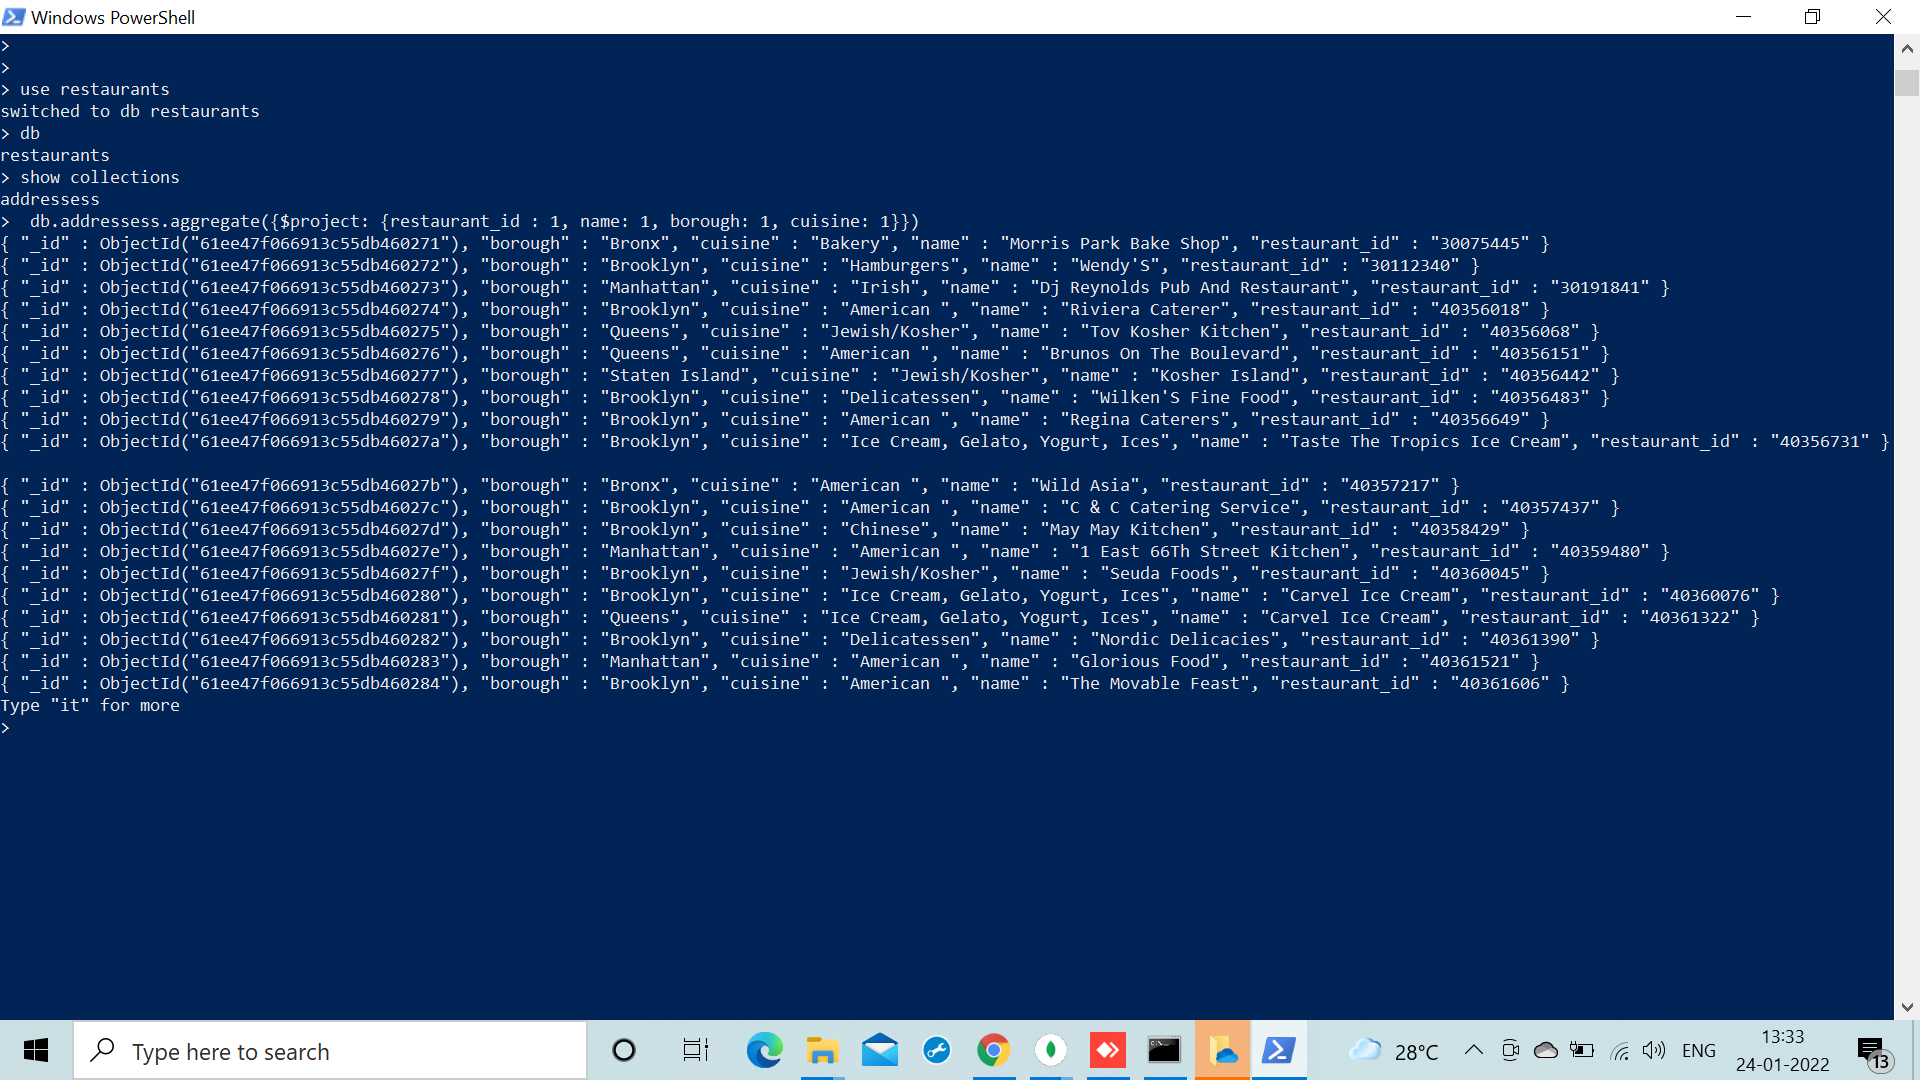 Windows PowerShell
>
>
> use restaurants
switched to db restaurants
> db
restaurants
> show collections
addressess
>  db.addressess.aggregate({$project: {restaurant_id : 1, name: 1, borough: 1, cuisine: 1}})
{ "_id" : ObjectId("61ee47f066913c55db460271"), "borough" : "Bronx", "cuisine" : "Bakery", "name" : "Morris Park Bake Shop", "restaurant_id" : "30075445" }
{ "_id" : ObjectId("61ee47f066913c55db460272"), "borough" : "Brooklyn", "cuisine" : "Hamburgers", "name" : "Wendy'S", "restaurant_id" : "30112340" }
{ "_id" : ObjectId("61ee47f066913c55db460273"), "borough" : "Manhattan", "cuisine" : "Irish", "name" : "Dj Reynolds Pub And Restaurant", "restaurant_id" : "30191841" }
{ "_id" : ObjectId("61ee47f066913c55db460274"), "borough" : "Brooklyn", "cuisine" : "American ", "name" : "Riviera Caterer", "restaurant_id" : "40356018" }
{ "_id" : ObjectId("61ee47f066913c55db460275"), "borough" : "Queens", "cuisine" : "Jewish/Kosher", "name" : "Tov Kosher Kitchen", "restaurant_id" : "40356068" }
{ "_id" : ObjectId("61ee47f066913c55db460276"), "borough" : "Queens", "cuisine" : "American ", "name" : "Brunos On The Boulevard", "restaurant_id" : "40356151" }
{ "_id" : ObjectId("61ee47f066913c55db460277"), "borough" : "Staten Island", "cuisine" : "Jewish/Kosher", "name" : "Kosher Island", "restaurant_id" : "40356442" }
{ "_id" : ObjectId("61ee47f066913c55db460278"), "borough" : "Brooklyn", "cuisine" : "Delicatessen", "name" : "Wilken'S Fine Food", "restaurant_id" : "40356483" }
{ "_id" : ObjectId("61ee47f066913c55db460279"), "borough" : "Brooklyn", "cuisine" : "American ", "name" : "Regina Caterers", "restaurant_id" : "40356649" }
{ "_id" : ObjectId("61ee47f066913c55db46027a"), "borough" : "Brooklyn", "cuisine" : "Ice Cream, Gelato, Yogurt, Ices", "name" : "Taste The Tropics Ice Cream", "restaurant_id" : "40356731" }
{ "_id" : ObjectId("61ee47f066913c55db46027b"), "borough" : "Bronx", "cuisine" : "American ", "name" : "Wild Asia", "restaurant_id" : "40357217" }
{ "_id" : ObjectId("61ee47f066913c55db46027c"), "borough" : "Brooklyn", "cuisine" : "American ", "name" : "C & C Catering Service", "restaurant_id" : "40357437" }
{ "_id" : ObjectId("61ee47f066913c55db46027d"), "borough" : "Brooklyn", "cuisine" : "Chinese", "name" : "May May Kitchen", "restaurant_id" : "40358429" }
{ "_id" : ObjectId("61ee47f066913c55db46027e"), "borough" : "Manhattan", "cuisine" : "American ", "name" : "1 East 66Th Street Kitchen", "restaurant_id" : "40359480" }
{ "_id" : ObjectId("61ee47f066913c55db46027f"), "borough" : "Brooklyn", "cuisine" : "Jewish/Kosher", "name" : "Seuda Foods", "restaurant_id" : "40360045" }
{ "_id" : ObjectId("61ee47f066913c55db460280"), "borough" : "Brooklyn", "cuisine" : "Ice Cream, Gelato, Yogurt, Ices", "name" : "Carvel Ice Cream", "restaurant_id" : "40360076" }
{ "_id" : ObjectId("61ee47f066913c55db460281"), "borough" : "Queens", "cuisine" : "Ice Cream, Gelato, Yogurt, Ices", "name" : "Carvel Ice Cream", "restaurant_id" : "40361322" }
{ "_id" : ObjectId("61ee47f066913c55db460282"), "borough" : "Brooklyn", "cuisine" : "Delicatessen", "name" : "Nordic Delicacies", "restaurant_id" : "40361390" }
{ "_id" : ObjectId("61ee47f066913c55db460283"), "borough" : "Manhattan", "cuisine" : "American ", "name" : "Glorious Food", "restaurant_id" : "40361521" }
{ "_id" : ObjectId("61ee47f066913c55db460284"), "borough" : "Brooklyn", "cuisine" : "American ", "name" : "The Movable Feast", "restaurant_id" : "40361606" }
Type "it" for more
>
Type here to search
28°C
ENG
13:33
24-01-2022
13